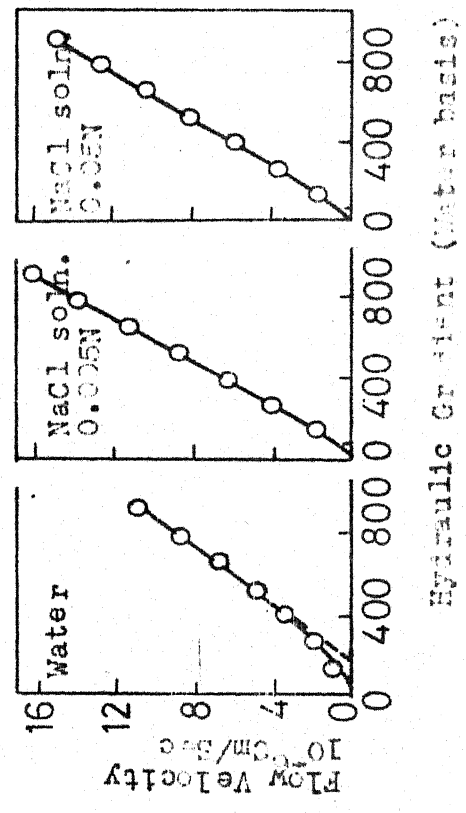 Flow Velocity
cm/Sec
16
12
8
4
0
Water
0 400 800
NaCl soln.
0.005N
0 400 800
NaCl soln.
0.05N
0 400 800
Hydraulic Gradient (Water basis)